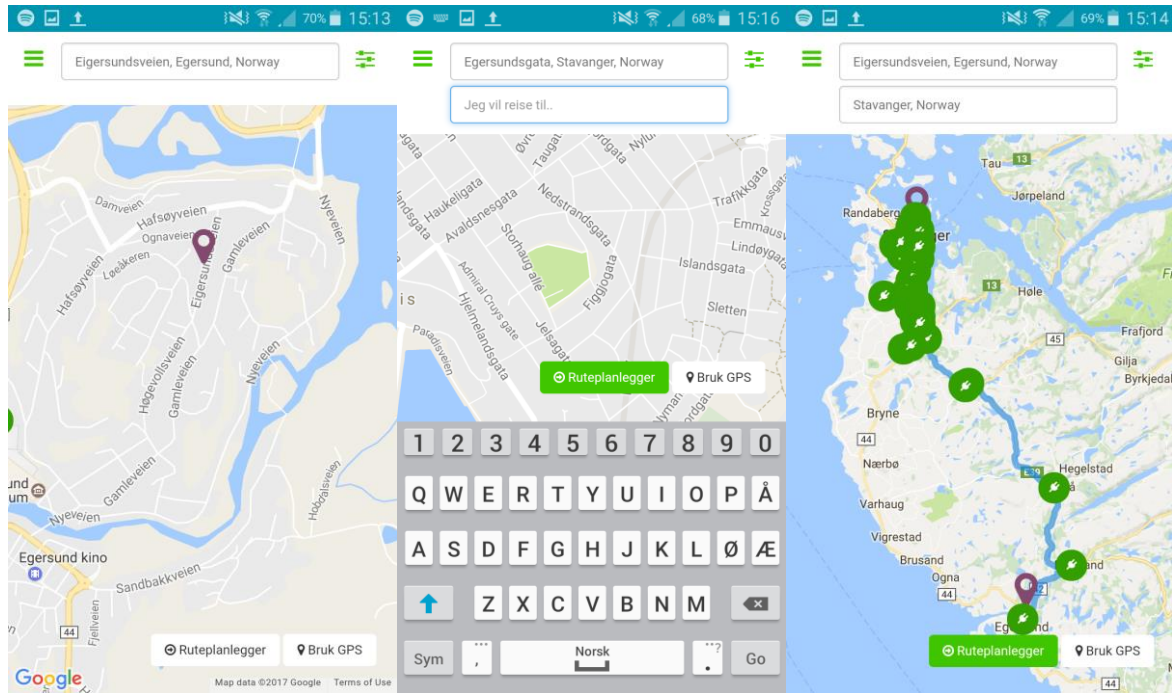 70% 15:13
Eigersundsveien, Egersund, Norway
Damveien
Hafsøyveien
Ognaveien
Gamleveien
Nyeveien
Løeåkeren
Hafsøyveien
Høgevollsveien
Gamleveien
Nyeveien
Gamleveien
Nyeveien
Egersund kino
Sandbakkveien
44
Fjellveien
Ruteplanlegger
Bruk GPS
Google
Map data ©2017 Google Terms of Use
68% 15:16
Egersundsgata, Stavanger, Norway
Jeg vil reise til..
Haukeligata
Avaldsnesgata
Nedstrandsgata
Trafikkgata
Lindøygata
Storhaug allé
Figgjogata
Islandsgata
Admiral Cruys gate
Hjelmelandsgata
Sletten
Jelsagata
Paradisveien
Ruteplanlegger
Bruk GPS
1 2 3 4 5 6 7 8 9 0
Q W E R T Y U I O P Å
A S D F G H J K L Ø Æ
Z X C V B N M
Sym , Norsk . Go
69% 15:14
Eigersundsveien, Egersund, Norway
Stavanger, Norway
Tau
13
Jørpeland
Randaberg
13
Høle
45
Frafjord
Gilja
Bryne
44
Nærbø
Hegelstad
Varhaug
Vigrestad
Brusand
Ogna
44
Ruteplanlegger
Bruk GPS
44